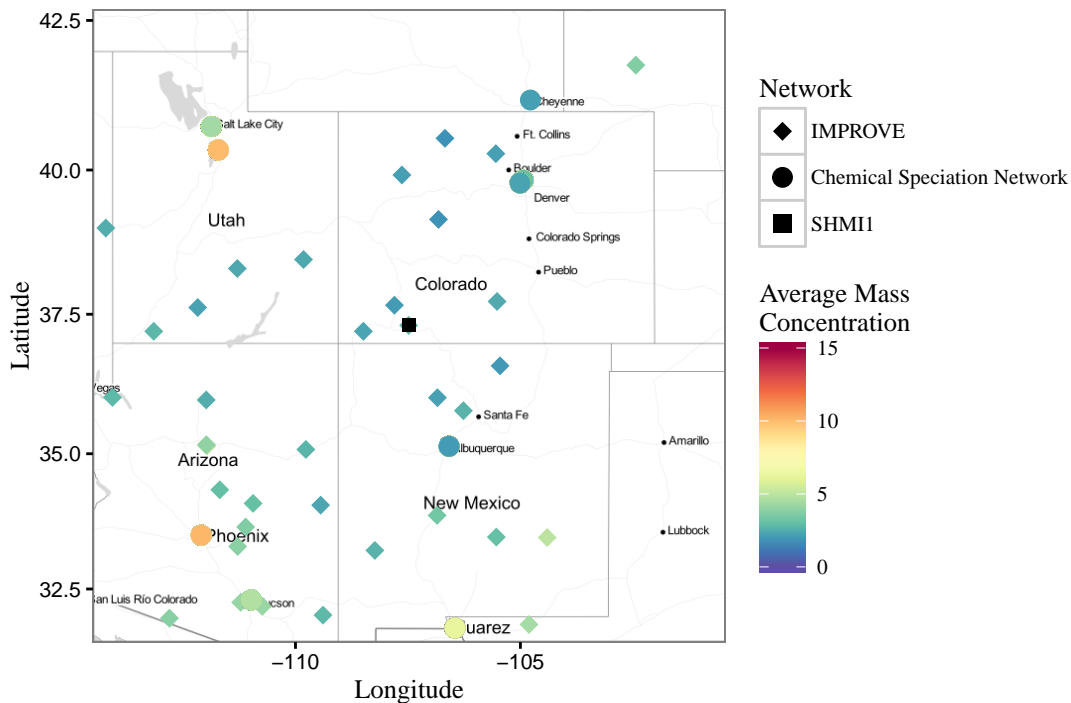 42.5
40.0
37.5
35.0
32.5
Latitude
−110
−105
Longitude
Cheyenne
Salt Lake City
Ft. Collins
Boulder
Denver
Utah
Colorado Springs
Pueblo
Colorado
Vegas
Santa Fe
Amarillo
Albuquerque
Arizona
New Mexico
Lubbock
Phoenix
San Luis Río Colorado
ucson
uarez
Network
IMPROVE
Chemical Speciation Network
SHMI1
Average Mass
Concentration
15
10
5
0